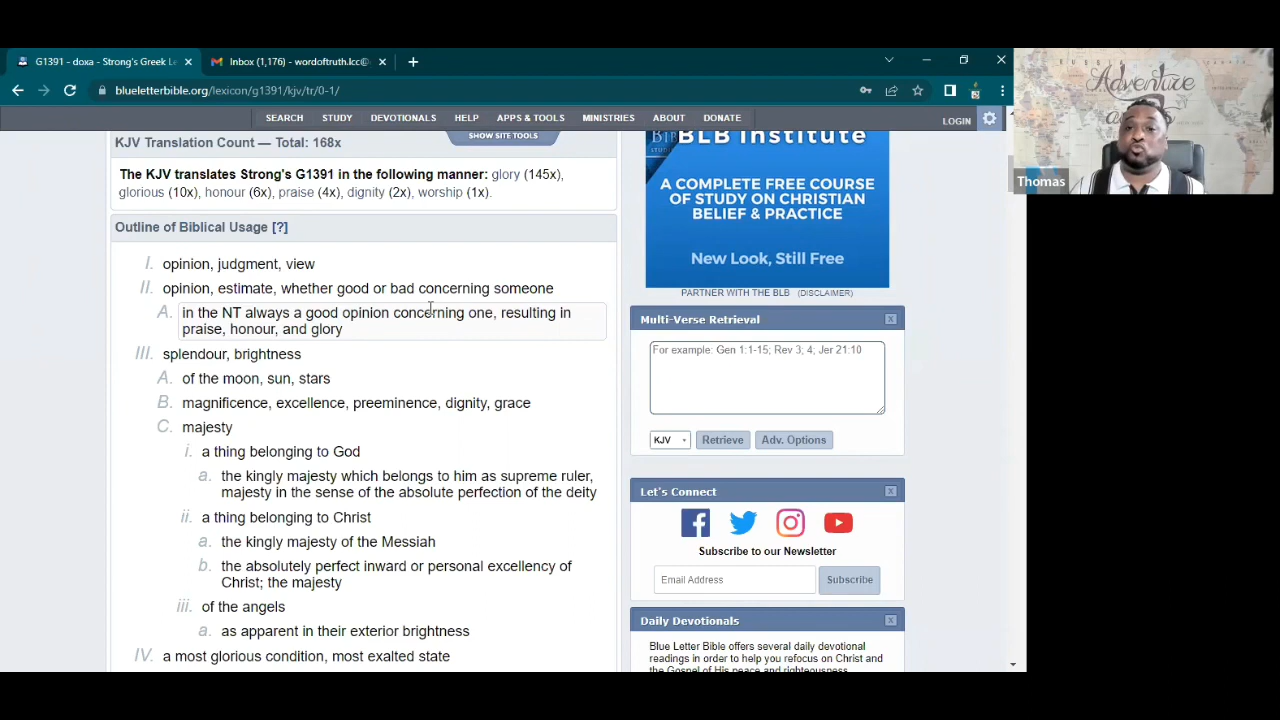 G1391 - doxa - Strong's Greek Le
Inbox (1,176) - wordoftruth.lcc@
blueletterbible.org/lexicon/g1391/kjv/tr/0-1/
SEARCH STUDY DEVOTIONALS HELP APPS & TOOLS MINISTRIES ABOUT DONATE LOGIN
SHOW SITE TOOLS
KJV Translation Count — Total: 168x
The KJV translates Strong's G1391 in the following manner: glory (145x),
glorious (10x), honour (6x), praise (4x), dignity (2x), worship (1x).
Outline of Biblical Usage [?]
I. opinion, judgment, view
II. opinion, estimate, whether good or bad concerning someone
A. in the NT always a good opinion concerning one, resulting in
praise, honour, and glory
III. splendour, brightness
A. of the moon, sun, stars
B. magnificence, excellence, preeminence, dignity, grace
C. majesty
i. a thing belonging to God
a. the kingly majesty which belongs to him as supreme ruler,
majesty in the sense of the absolute perfection of the deity
ii. a thing belonging to Christ
a. the kingly majesty of the Messiah
b. the absolutely perfect inward or personal excellency of
Christ; the majesty
iii. of the angels
a. as apparent in their exterior brightness
IV. a most glorious condition, most exalted state
BLB Institute
A COMPLETE FREE COURSE
OF STUDY ON CHRISTIAN
BELIEF & PRACTICE
New Look, Still Free
PARTNER WITH THE BLB (DISCLAIMER)
Multi-Verse Retrieval
For example: Gen 1:1-15; Rev 3; 4; Jer 21:10
KJV Retrieve Adv. Options
Let's Connect
Subscribe to our Newsletter
Email Address Subscribe
Daily Devotionals
Blue Letter Bible offers several daily devotional
readings in order to help you refocus on Christ and
the Gospel of His peace and righteousness.
Adventure
Thomas